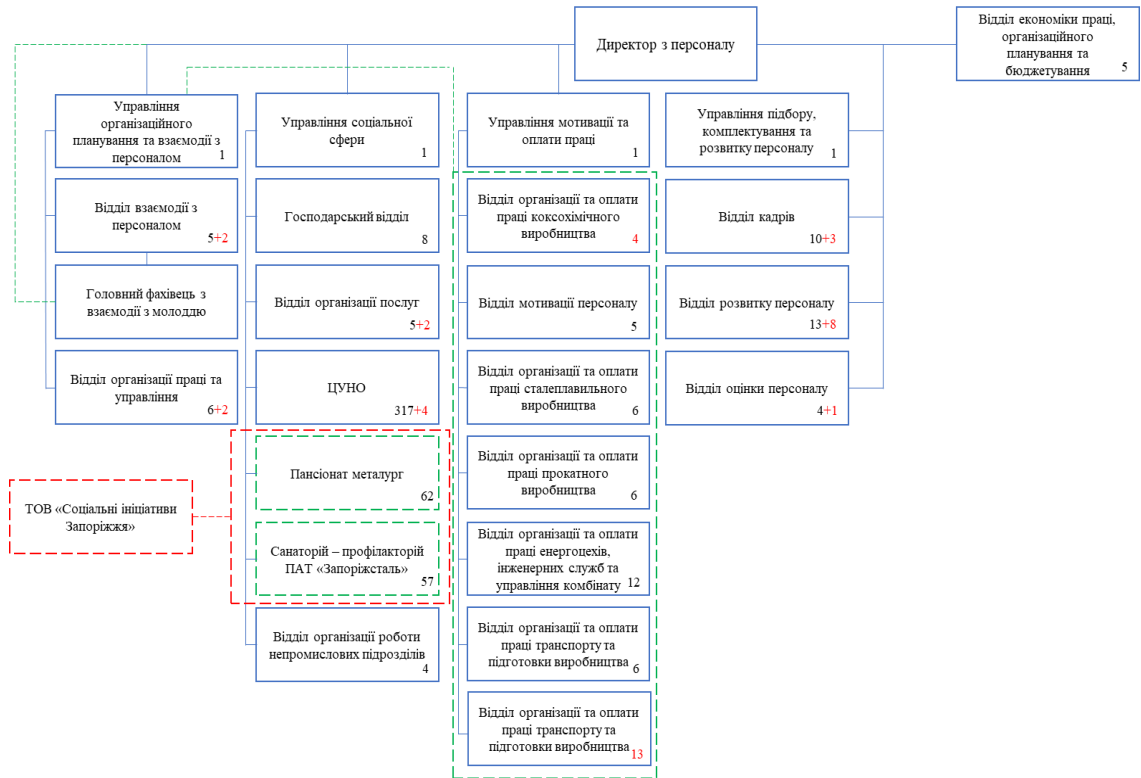 Директор з персоналу
Відділ економіки праці,
організаційного
планування та
бюджетування
5
Управління
організаційного
планування та взаємодії з
персоналом
1
Відділ взаємодії з
персоналом
5+2
Головний фахівець з
взаємодії з молоддю
Відділ організації праці та
управління
6+2
Управління соціальної
сфери
1
Господарський відділ
8
Відділ організації послуг
5+2
ЦУНО
317+4
Пансіонат металург
62
Санаторій – профілакторій
ПАТ «Запоріжсталь»
57
Відділ організації роботи
непромислових підрозділів
4
ТОВ «Соціальні ініціативи
Запоріжжя»
Управління мотивації та
оплати праці
1
Відділ організації та оплати
праці коксохімічного
виробництва
4
Відділ мотивації персоналу
5
Відділ організації та оплати
праці сталеплавильного
виробництва
6
Відділ організації та оплати
праці прокатного
виробництва
6
Відділ організації та оплати
праці енергоцехів,
інженерних служб та
управління комбінату
12
Відділ організації та оплати
праці транспорту та
підготовки виробництва
6
Відділ організації та оплати
праці транспорту та
підготовки виробництва
13
Управління підбору,
комплектування та
розвитку персоналу
1
Відділ кадрів
10+3
Відділ розвитку персоналу
13+8
Відділ оцінки персоналу
4+1